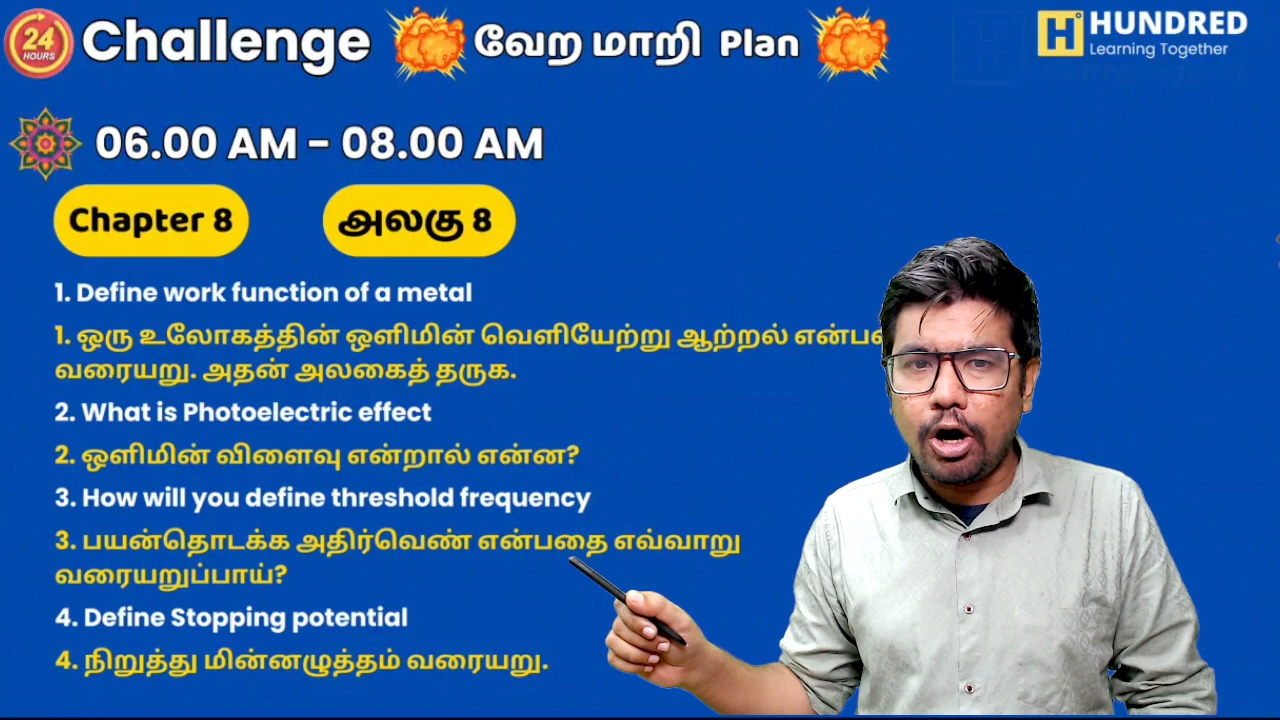 24 HOURS
Challenge வேற மாறி Plan
HUNDRED
Learning Together
06.00 AM - 08.00 AM
Chapter 8
அலகு 8
1. Define work function of a metal
1. ஒரு உலோகத்தின் ஒளிமின் வெளியேற்று ஆற்றல்
வரையறு. அதன் அலகைத் தருக.
2. What is Photoelectric effect
2. ஒளிமின் விளைவு என்றால் என்ன?
3. How will you define threshold frequency
3. பயன்தொடக்க அதிர்வெண் என்பதை எவ்வாறு
வரையறுப்பாய்?
4. Define Stopping potential
4. நிறுத்து மின்னழுத்தம் வரையறு.